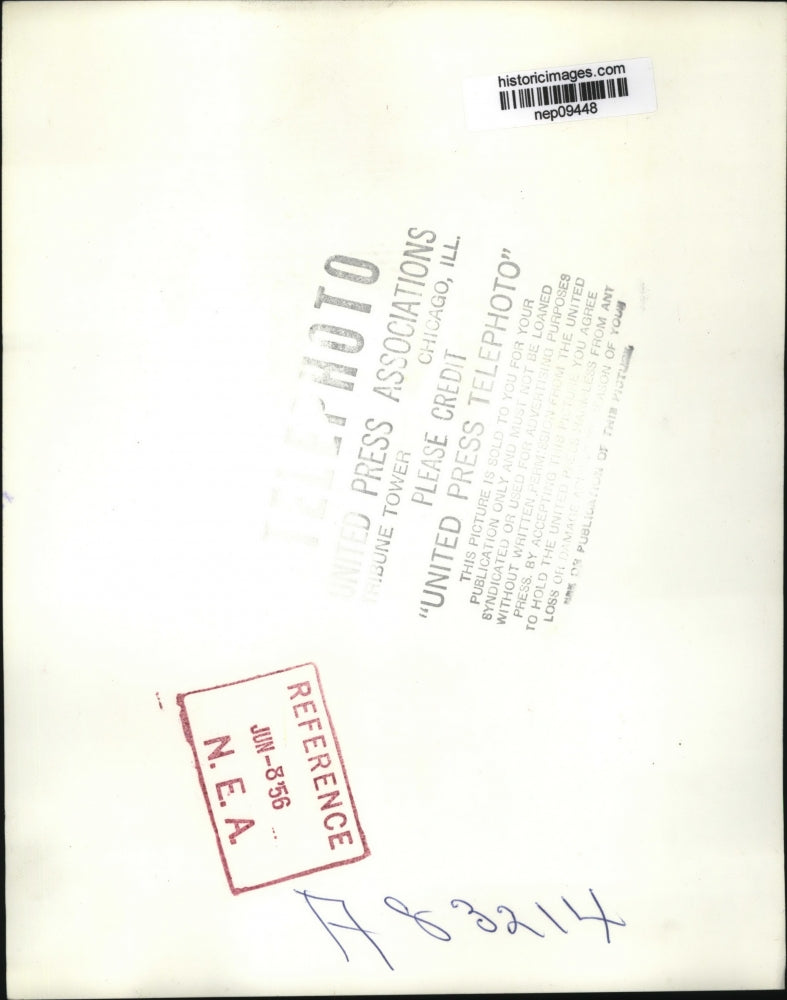 historicimages.com
nep09448
TELEPHOTO
UNITED PRESS ASSOCIATIONS
TRIBUNE TOWER CHICAGO, ILL.
PLEASE CREDIT
"UNITED PRESS TELEPHOTO"
THIS PICTURE IS SOLD TO YOU FOR YOUR
PUBLICATION ONLY AND MUST NOT BE LOANED
SYNDICATED OR USED FOR ADVERTISING PURPOSES
WITHOUT WRITTEN PERMISSION FROM THE UNITED
PRESS. BY ACCEPTING THIS PICTURE YOU AGREE
TO HOLD THE UNITED PRESS HARMLESS FROM ANY
LOSS OR DAMAGE BY REASON OF YOUR
USE OR PUBLICATION OF THIS PICTURE
REFERENCE
JUN-8'56
N.E.A.
A83214